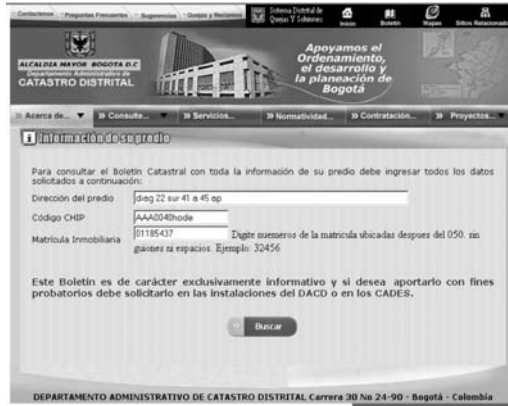 Contactenos Preguntas Frecuentes Sugerencias Quejas y Reclamos Sistema Distrital de Quejas Y Soluciones Inicio Boletin Mapas Sitios Relacionado
ALCALDIA MAYOR BOGOTA D.C
Departamento Administrativo de
CATASTRO DISTRITAL
Apoyamos el
Ordenamiento,
el desarrollo y
la planeación de
Bogotá
» Acerca de... » Consulte... » Servicios... » Normatividad... » Contratación... » Proyectos...
i Información de su predio
Para consultar el Boletín Catastral con toda la información de su predio debe ingresar todos los datos
solicitados a continuación:
Dirección del predio diag 22 sur 41 a 45 ap
Código CHIP AAA0040hode
Matrícula Inmobiliaria 01185437 Digite nuemeros de la matricula ubicadas despues del 050. sin
guiones ni espacios. Ejemplo: 32456
Este Boletín es de carácter exclusivamente informativo y si desea aportarlo con fines
probatorios debe solicitarlo en las instalaciones del DACD o en los CADES.
» Buscar
DEPARTAMENTO ADMINISTRATIVO DE CATASTRO DISTRITAL Carrera 30 No 24-90 - Bogotá - Colombia